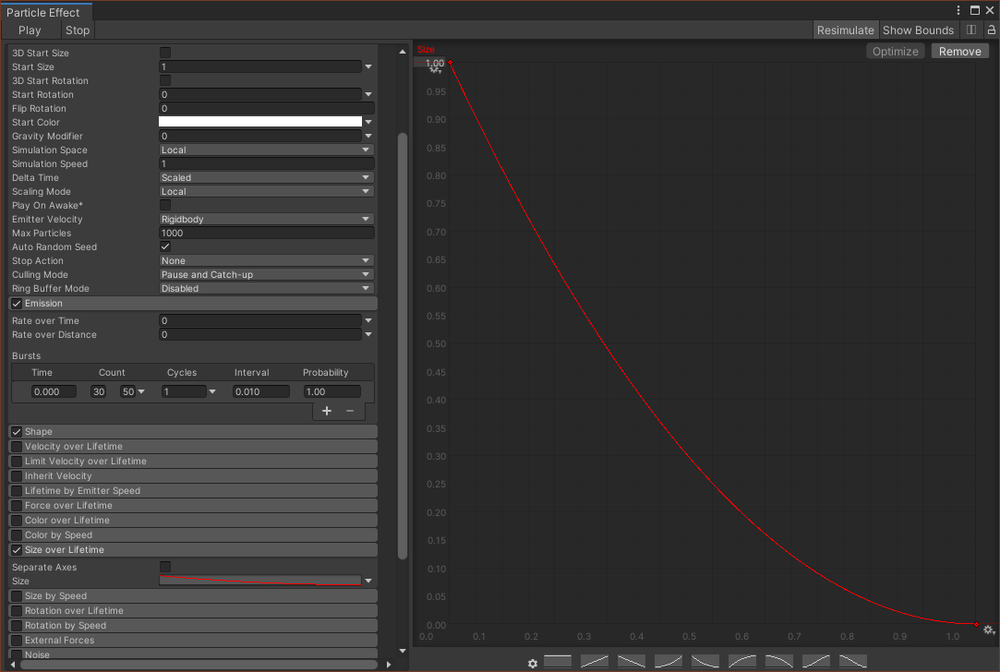 Particle Effect
Play Stop Resimulate Show Bounds
3D Start Size
Start Size 1
3D Start Rotation
Start Rotation 0
Flip Rotation 0
Start Color
Gravity Modifier 0
Simulation Space Local
Simulation Speed 1
Delta Time Scaled
Scaling Mode Local
Play On Awake*
Emitter Velocity Rigidbody
Max Particles 1000
Auto Random Seed
Stop Action None
Culling Mode Pause and Catch-up
Ring Buffer Mode Disabled
Emission
Rate over Time 0
Rate over Distance 0
Bursts
Time Count Cycles Interval Probability
0.000 30 50 1 0.010 1.00
+ −
Shape
Velocity over Lifetime
Limit Velocity over Lifetime
Inherit Velocity
Lifetime by Emitter Speed
Force over Lifetime
Color over Lifetime
Color by Speed
Size over Lifetime
Separate Axes
Size
Size by Speed
Rotation over Lifetime
Rotation by Speed
External Forces
Noise
Size
Optimize Remove
1.00
0.95
0.90
0.85
0.80
0.75
0.70
0.65
0.60
0.55
0.50
0.45
0.40
0.35
0.30
0.25
0.20
0.15
0.10
0.05
0.00
0.0 0.1 0.2 0.3 0.4 0.5 0.6 0.7 0.8 0.9 1.0